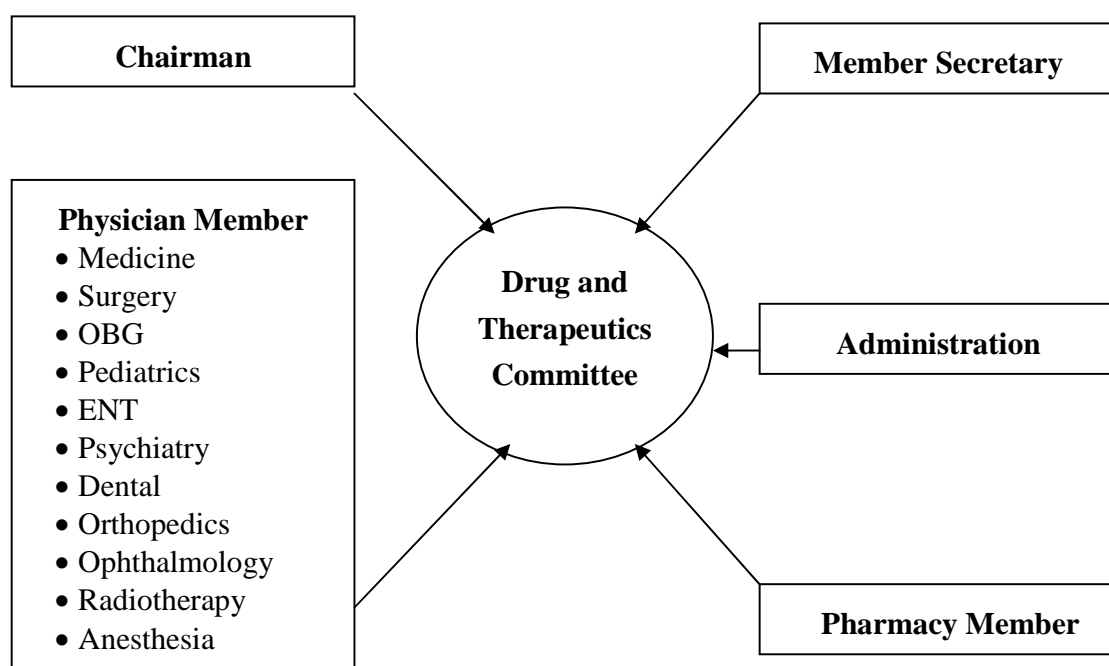 Chairman
Member Secretary
Physician Member
• Medicine
• Surgery
• OBG
• Pediatrics
• ENT
• Psychiatry
• Dental
• Orthopedics
• Ophthalmology
• Radiotherapy
• Anesthesia
Drug and
Therapeutics
Committee
Administration
Pharmacy Member